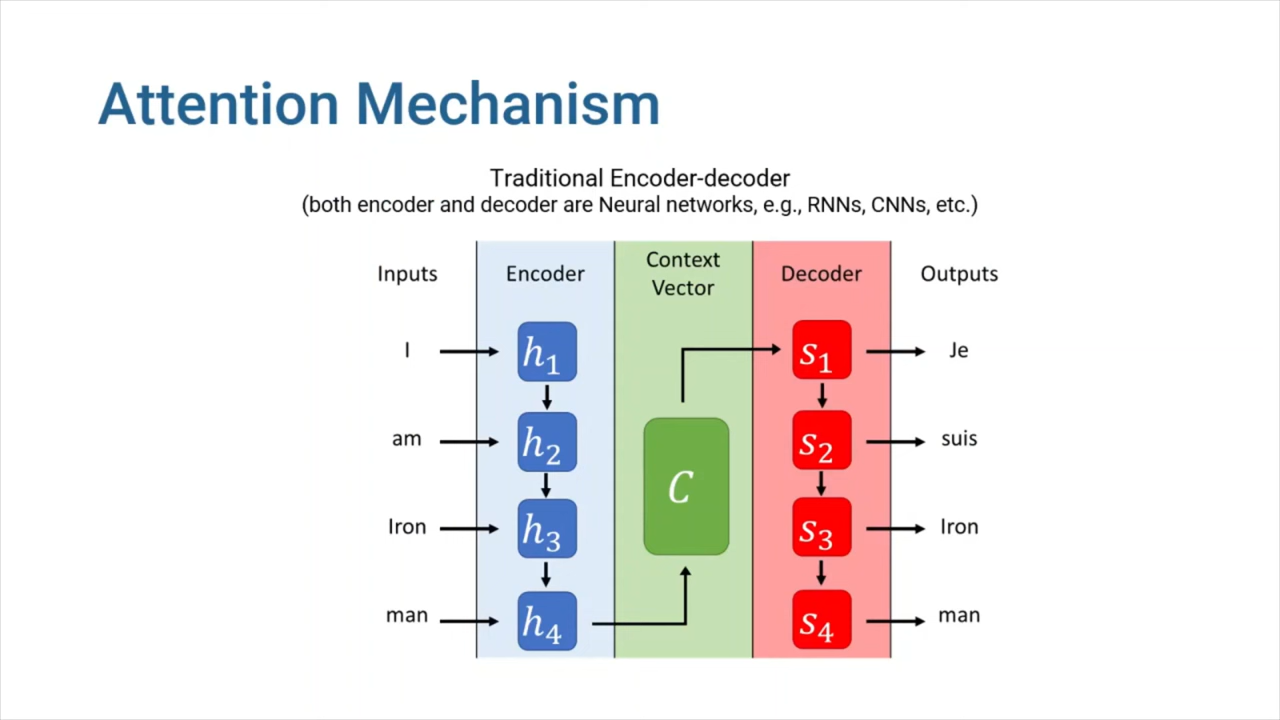 Attention Mechanism
Traditional Encoder-decoder
(both encoder and decoder are Neural networks, e.g., RNNs, CNNs, etc.)
Inputs Encoder Context Vector Decoder Outputs
I h₁ s₁ Je
am h₂ s₂ suis
C
Iron h₃ s₃ Iron
man h₄ s₄ man